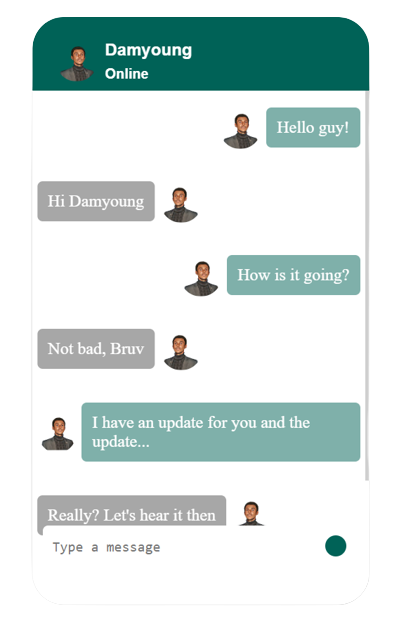 Damyoung
Online
Hello guy!
Hi Damyoung
How is it going?
Not bad, Bruv
I have an update for you and the
update...
Really? Let's hear it then
Type a message